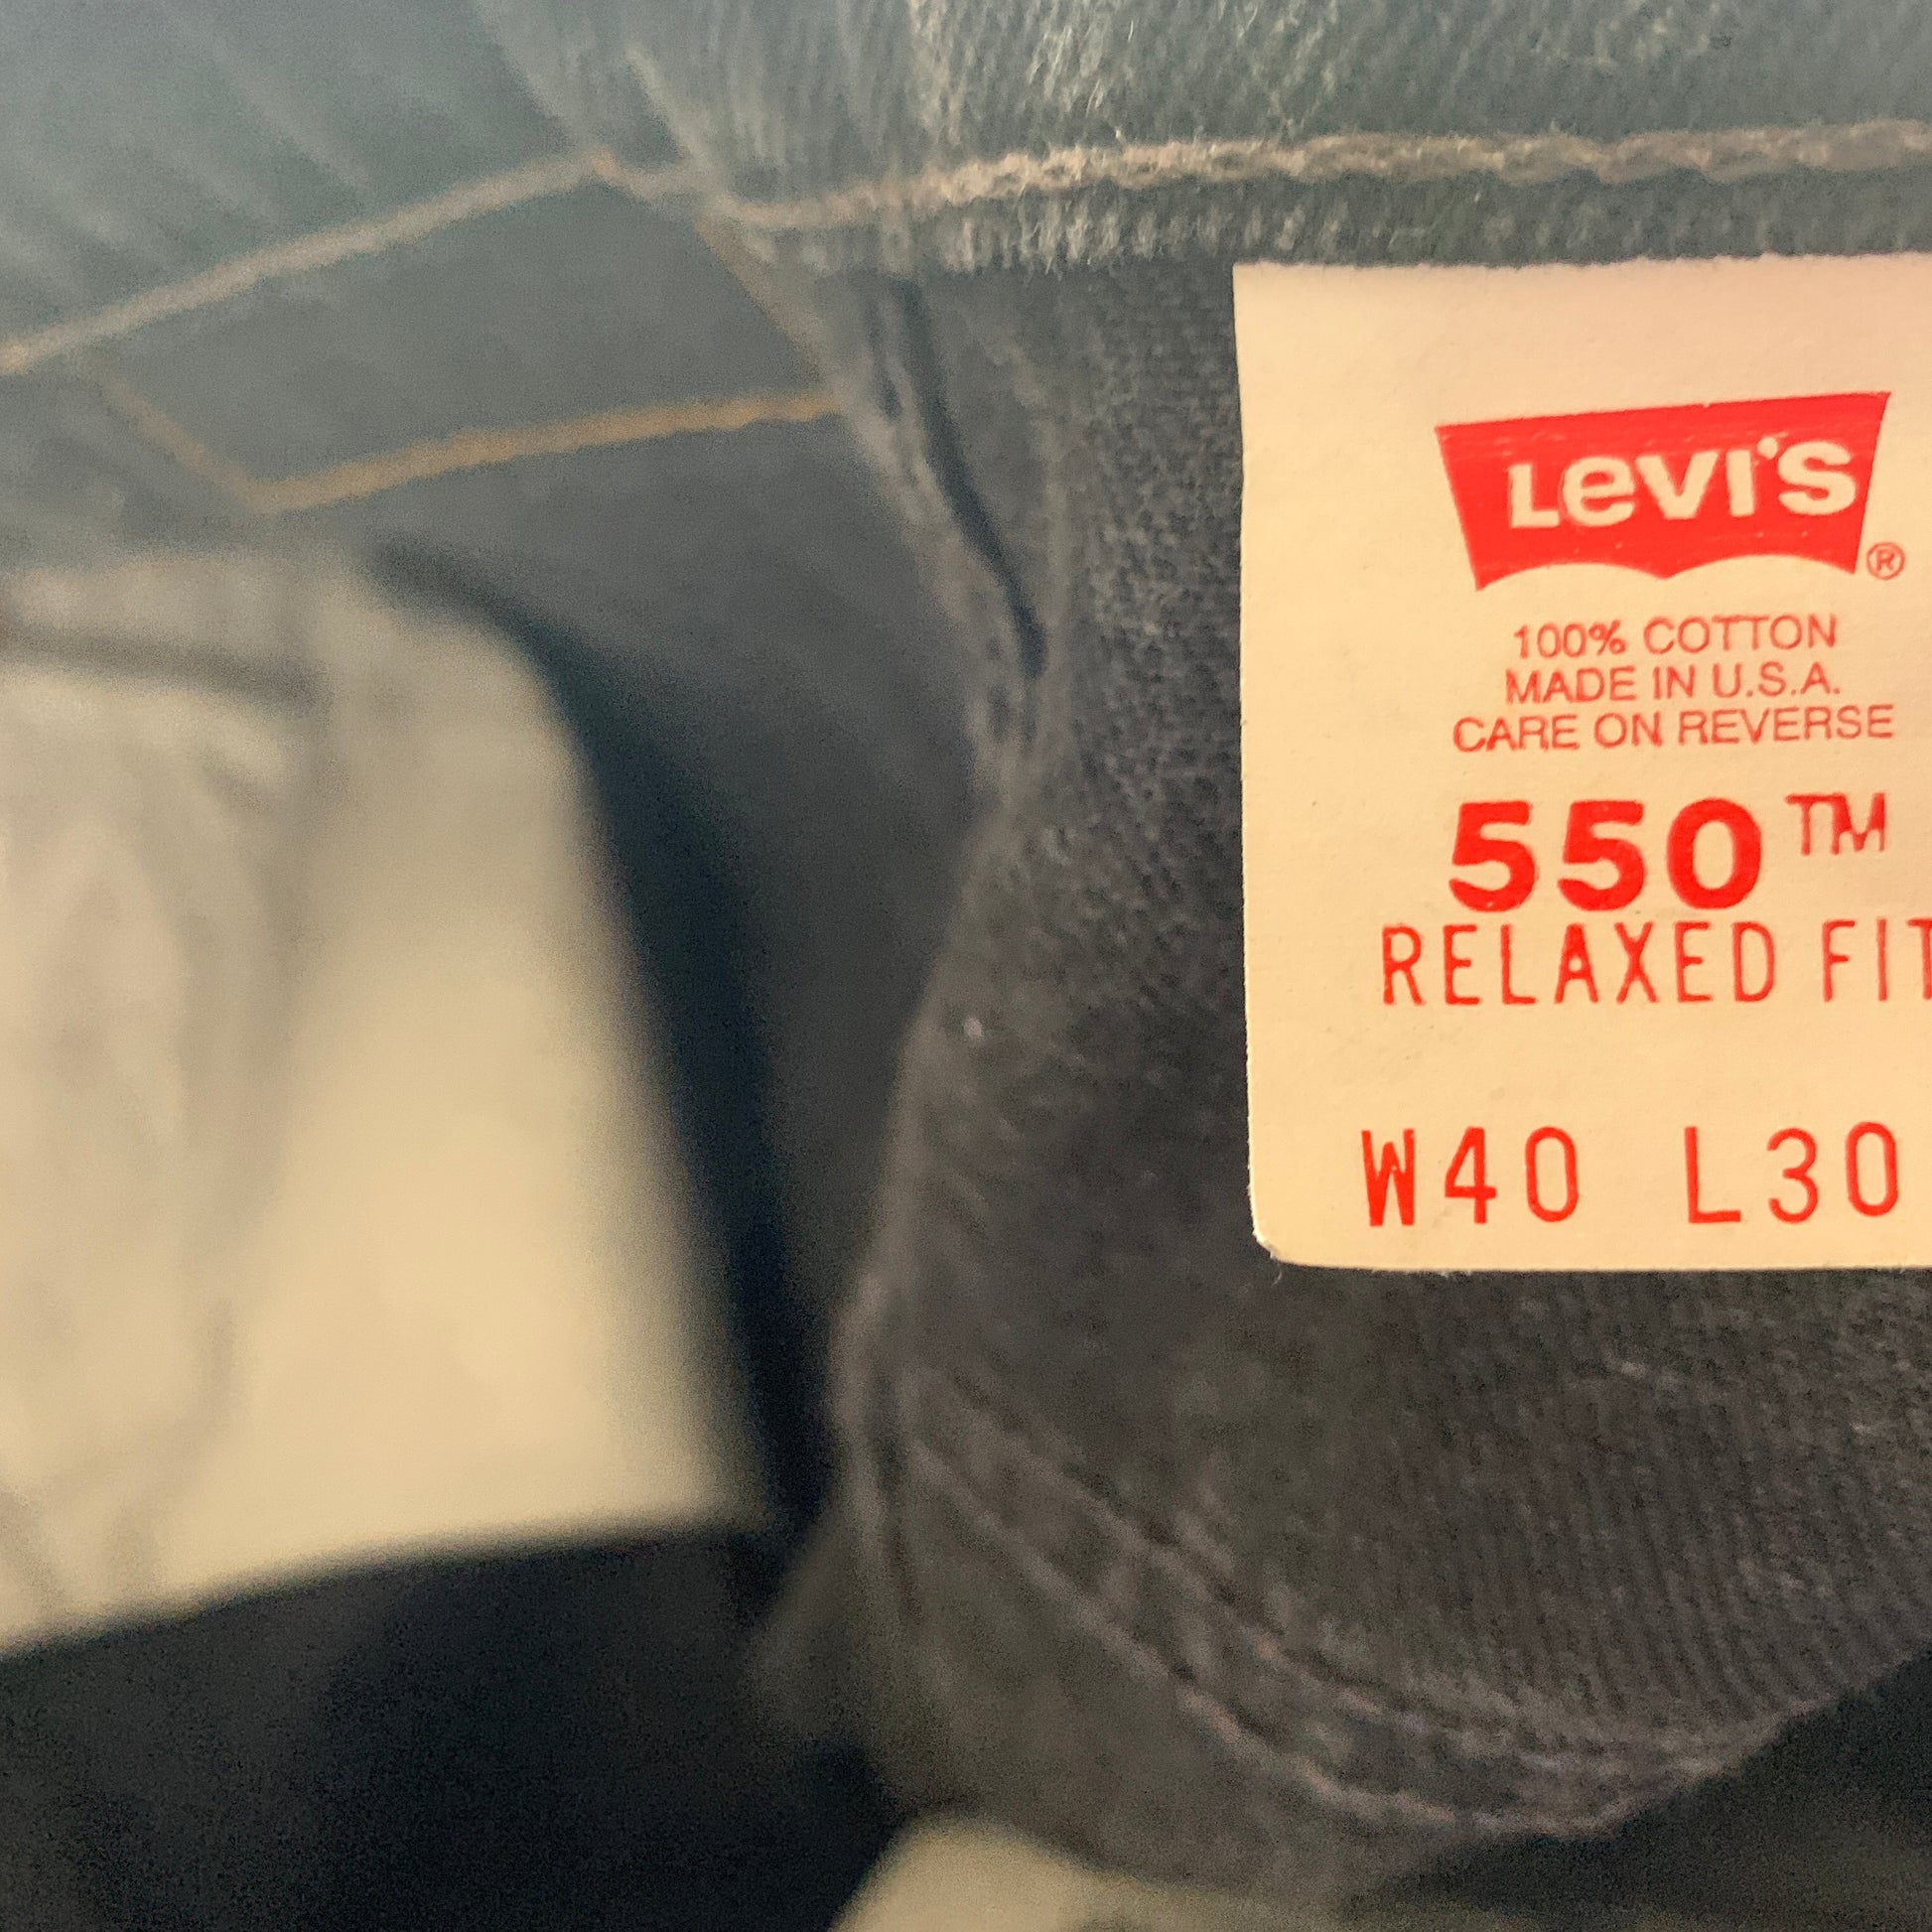 Levi's ®
100% COTTON
MADE IN U.S.A.
CARE ON REVERSE
550™
RELAXED FIT
W40 L30